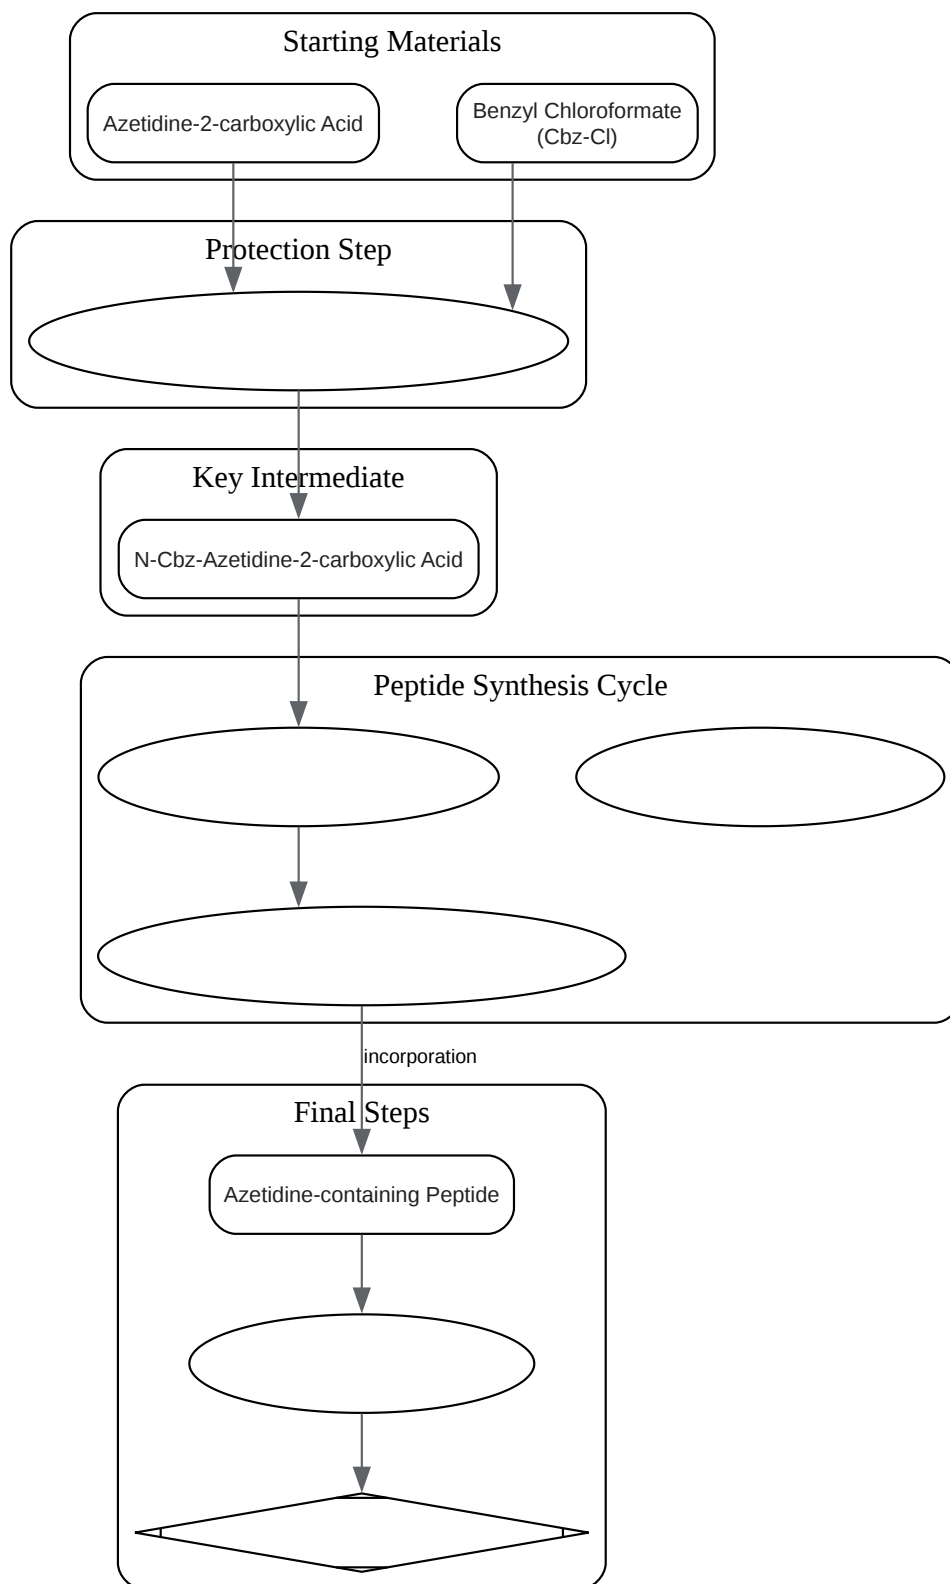 Starting Materials
Azetidine-2-carboxylic Acid
Benzyl Chloroformate
(Cbz-Cl)
Protection Step
Key Intermediate
N-Cbz-Azetidine-2-carboxylic Acid
Peptide Synthesis Cycle
incorporation
Final Steps
Azetidine-containing Peptide